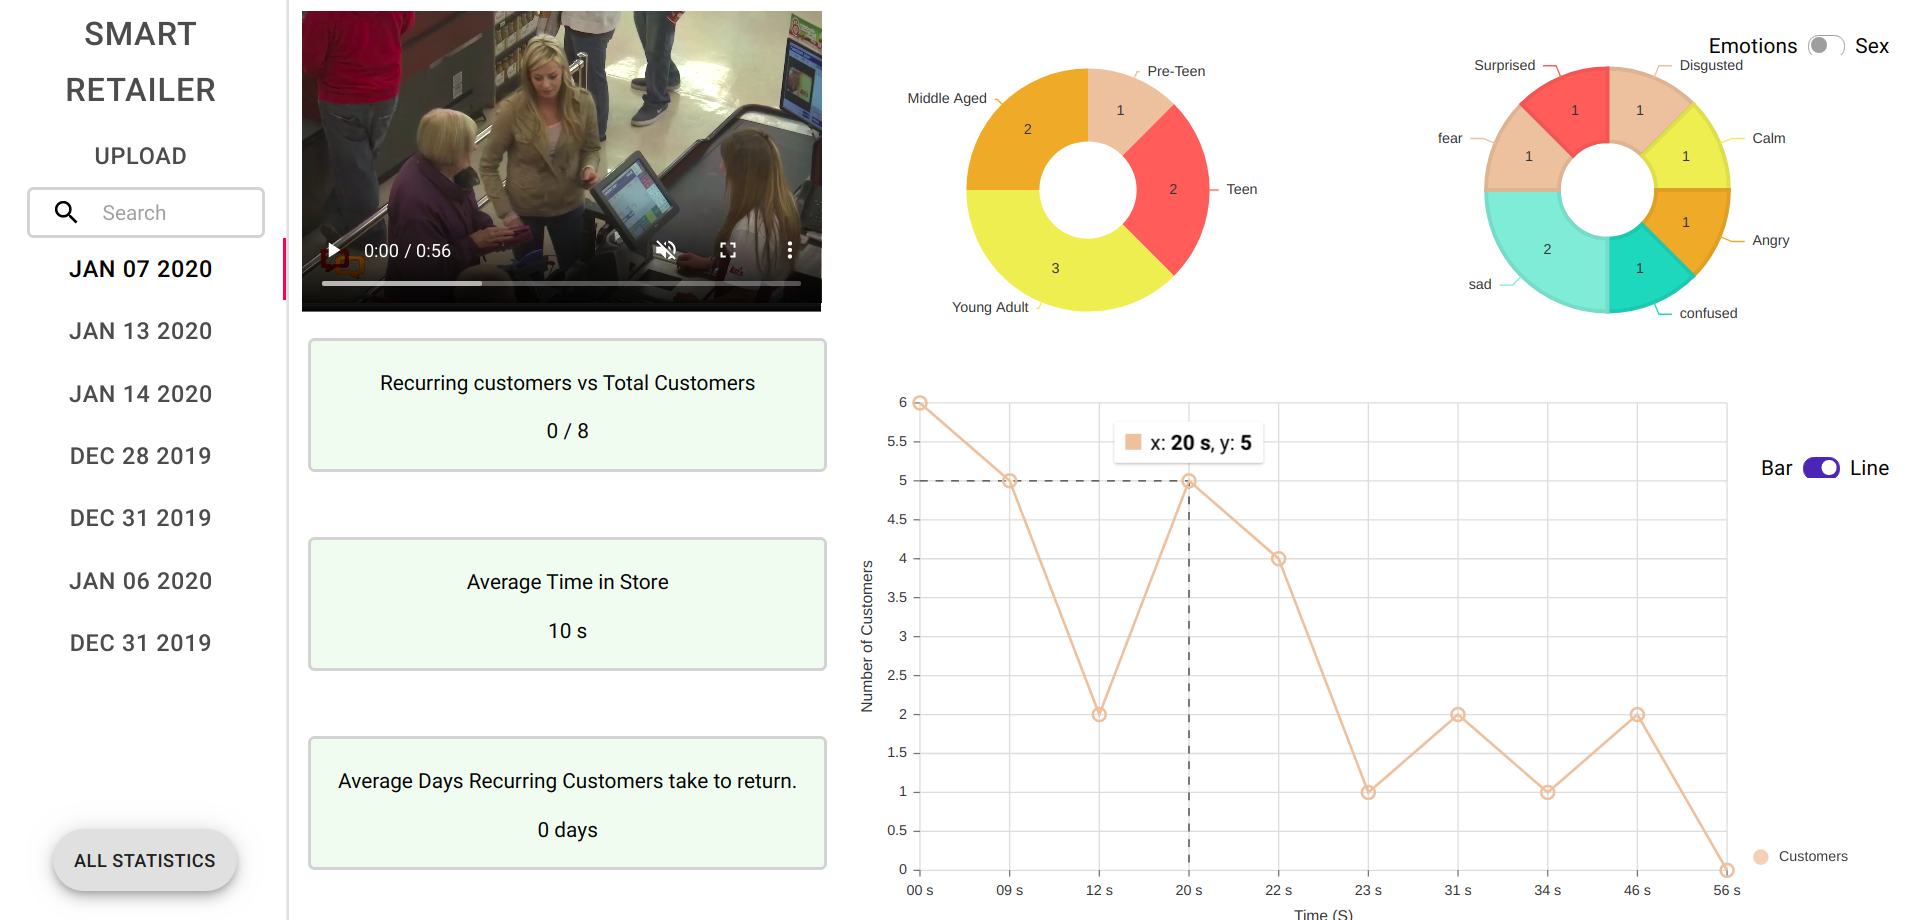 SMART
RETAILER
UPLOAD
Search
JAN 07 2020
JAN 13 2020
JAN 14 2020
DEC 28 2019
DEC 31 2019
JAN 06 2020
DEC 31 2019
ALL STATISTICS
0:00 / 0:56
Recurring customers vs Total Customers
0 / 8
Average Time in Store
10 s
Average Days Recurring Customers take to return.
0 days
Pre-Teen
Middle Aged
1
2
2
Teen
3
Young Adult
Emotions Sex
Surprised
Disgusted
1
1
fear
Calm
1
1
1
Angry
2
1
sad
confused
6
5.5
5
4.5
4
3.5
3
2.5
2
1.5
1
0.5
0
Number of Customers
x: 20 s, y: 5
Bar Line
00 s 09 s 12 s 20 s 22 s 23 s 31 s 34 s 46 s 56 s
Time (S)
Customers